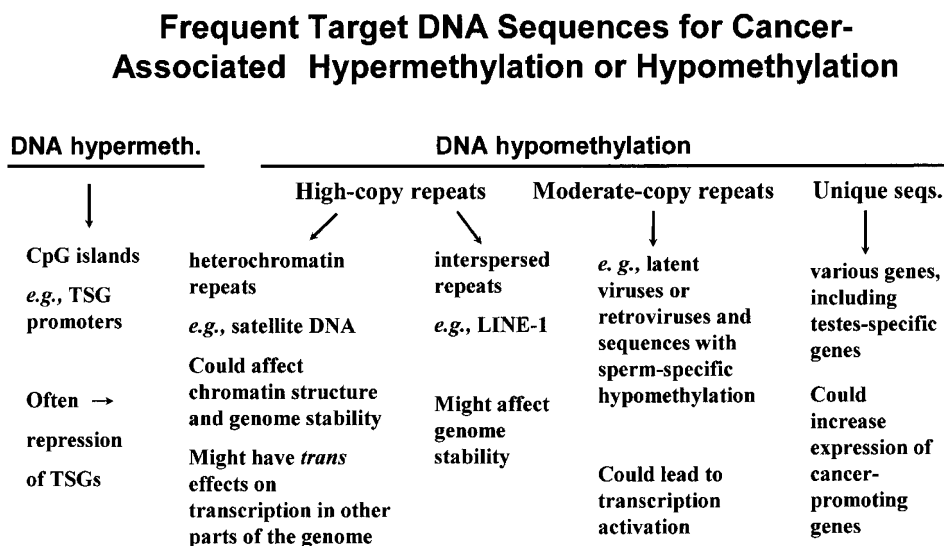 Frequent Target DNA Sequences for Cancer-
Associated Hypermethylation or Hypomethylation
DNA hypermeth.
CpG islands
e.g., TSG
promoters
Often →
repression
of TSGs
DNA hypomethylation
High-copy repeats
heterochromatin
repeats
e.g., satellite DNA
Could affect
chromatin structure
and genome stability
Might have trans
effects on
transcription in other
parts of the genome
interspersed
repeats
e.g., LINE-1
Might affect
genome
stability
Moderate-copy repeats
e. g., latent
viruses or
retroviruses and
sequences with
sperm-specific
hypomethylation
Could lead to
transcription
activation
Unique seqs.
various genes,
including
testes-specific
genes
Could
increase
expression of
cancer-
promoting
genes